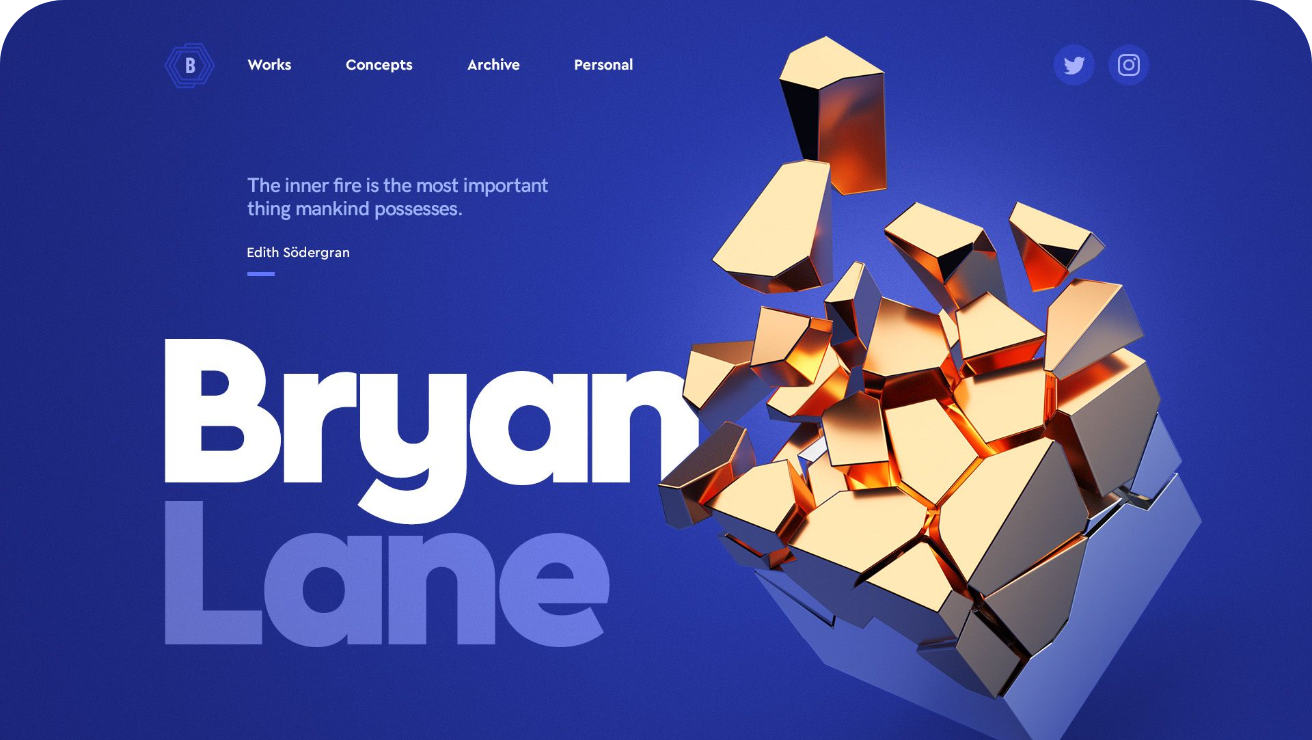 B
Works
Concepts
Archive
Personal
The inner fire is the most important
thing mankind possesses.
Edith Södergran
Bryan
Lane